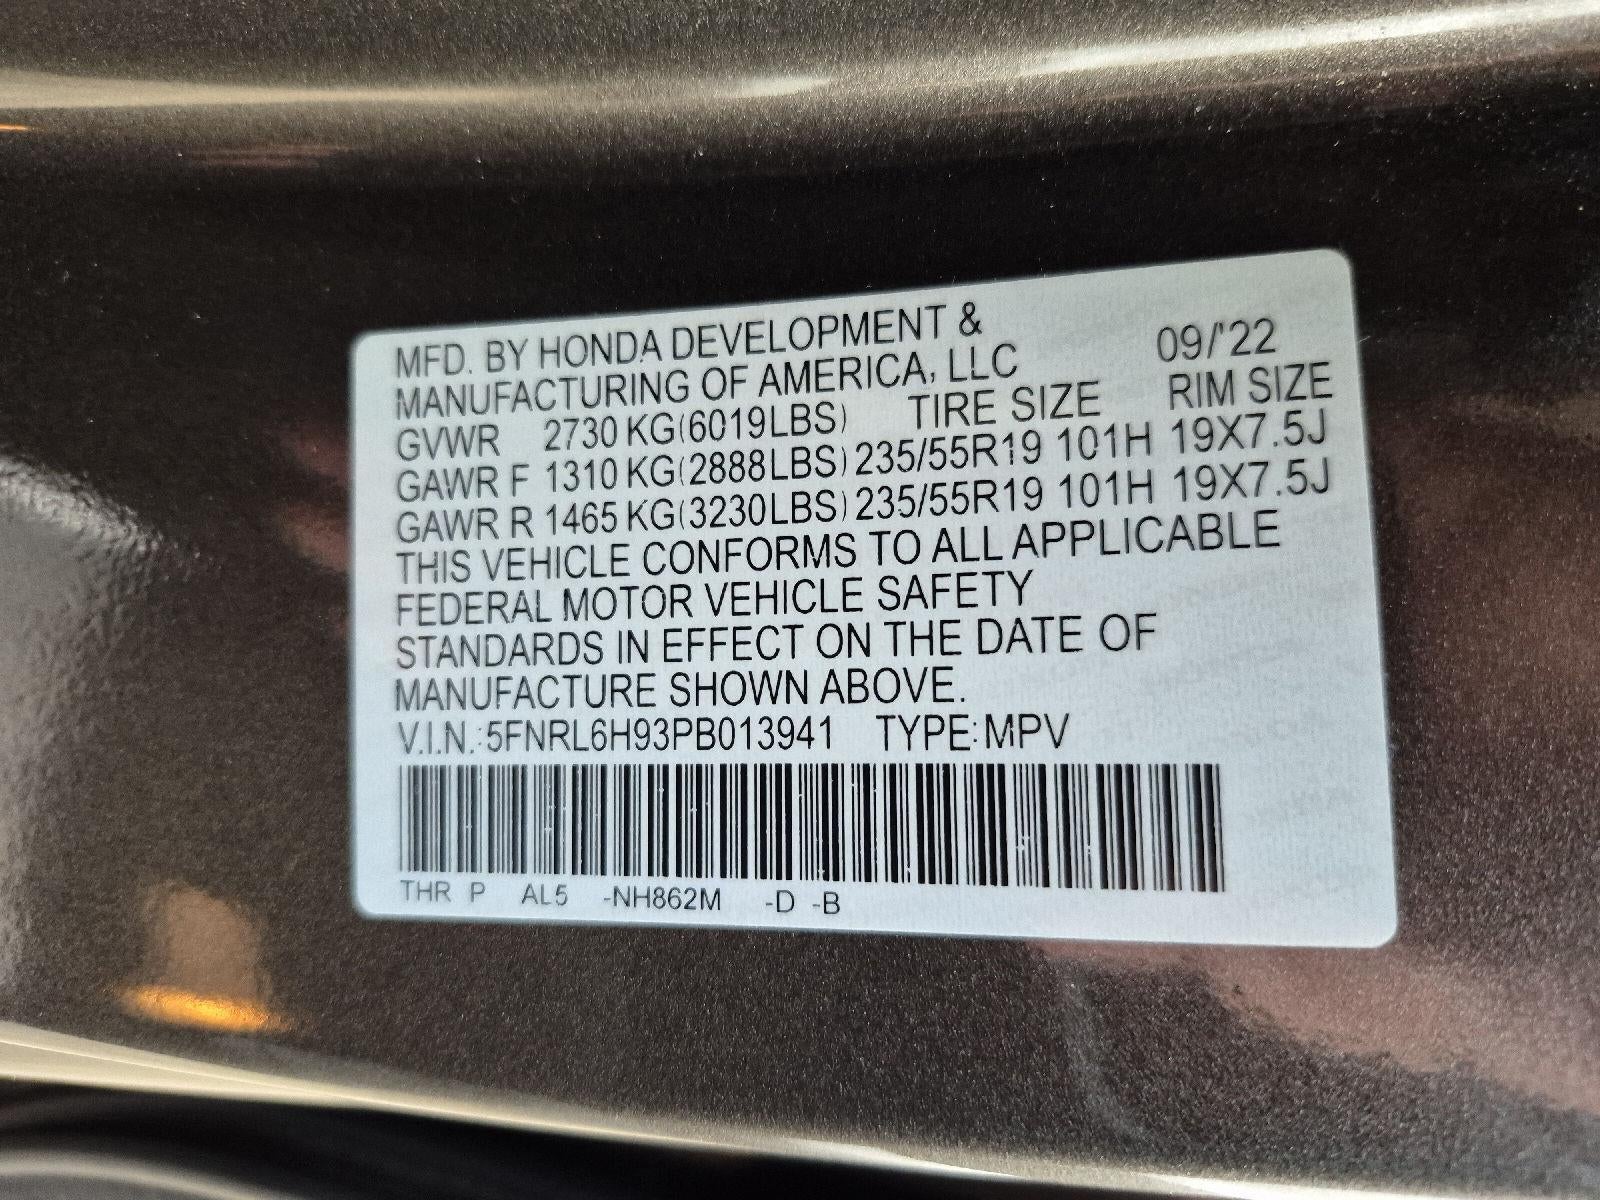 MFD. BY HONDA DEVELOPMENT &
MANUFACTURING OF AMERICA, LLC 09/'22
GVWR 2730 KG(6019LBS) TIRE SIZE RIM SIZE
GAWR F 1310 KG(2888LBS) 235/55R19 101H 19X7.5J
GAWR R 1465 KG(3230LBS) 235/55R19 101H 19X7.5J
THIS VEHICLE CONFORMS TO ALL APPLICABLE
FEDERAL MOTOR VEHICLE SAFETY
STANDARDS IN EFFECT ON THE DATE OF
MANUFACTURE SHOWN ABOVE.
V.I.N.:5FNRL6H93PB013941 TYPE:MPV
THR P AL5 -NH862M -D -B